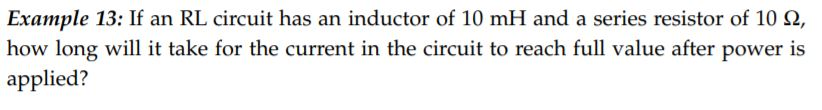 Example 13: If an RL circuit has an inductor of 10 mH and a series resistor of 10 Ω,
how long will it take for the current in the circuit to reach full value after power is
applied?